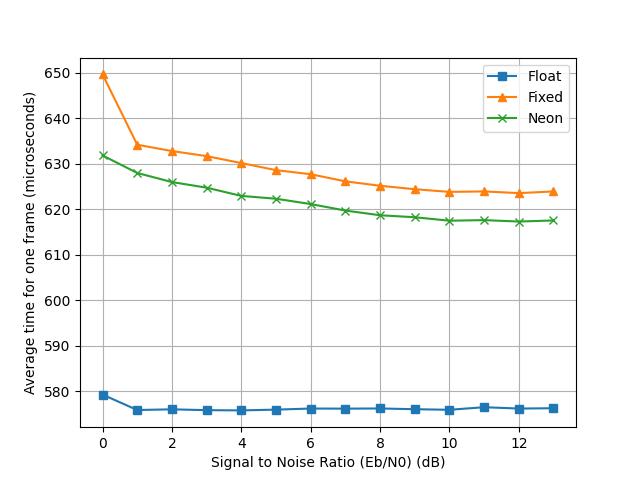 Float
Fixed
Neon
650
640
630
620
610
600
590
580
Average time for one frame (microseconds)
0 2 4 6 8 10 12
Signal to Noise Ratio (Eb/N0) (dB)